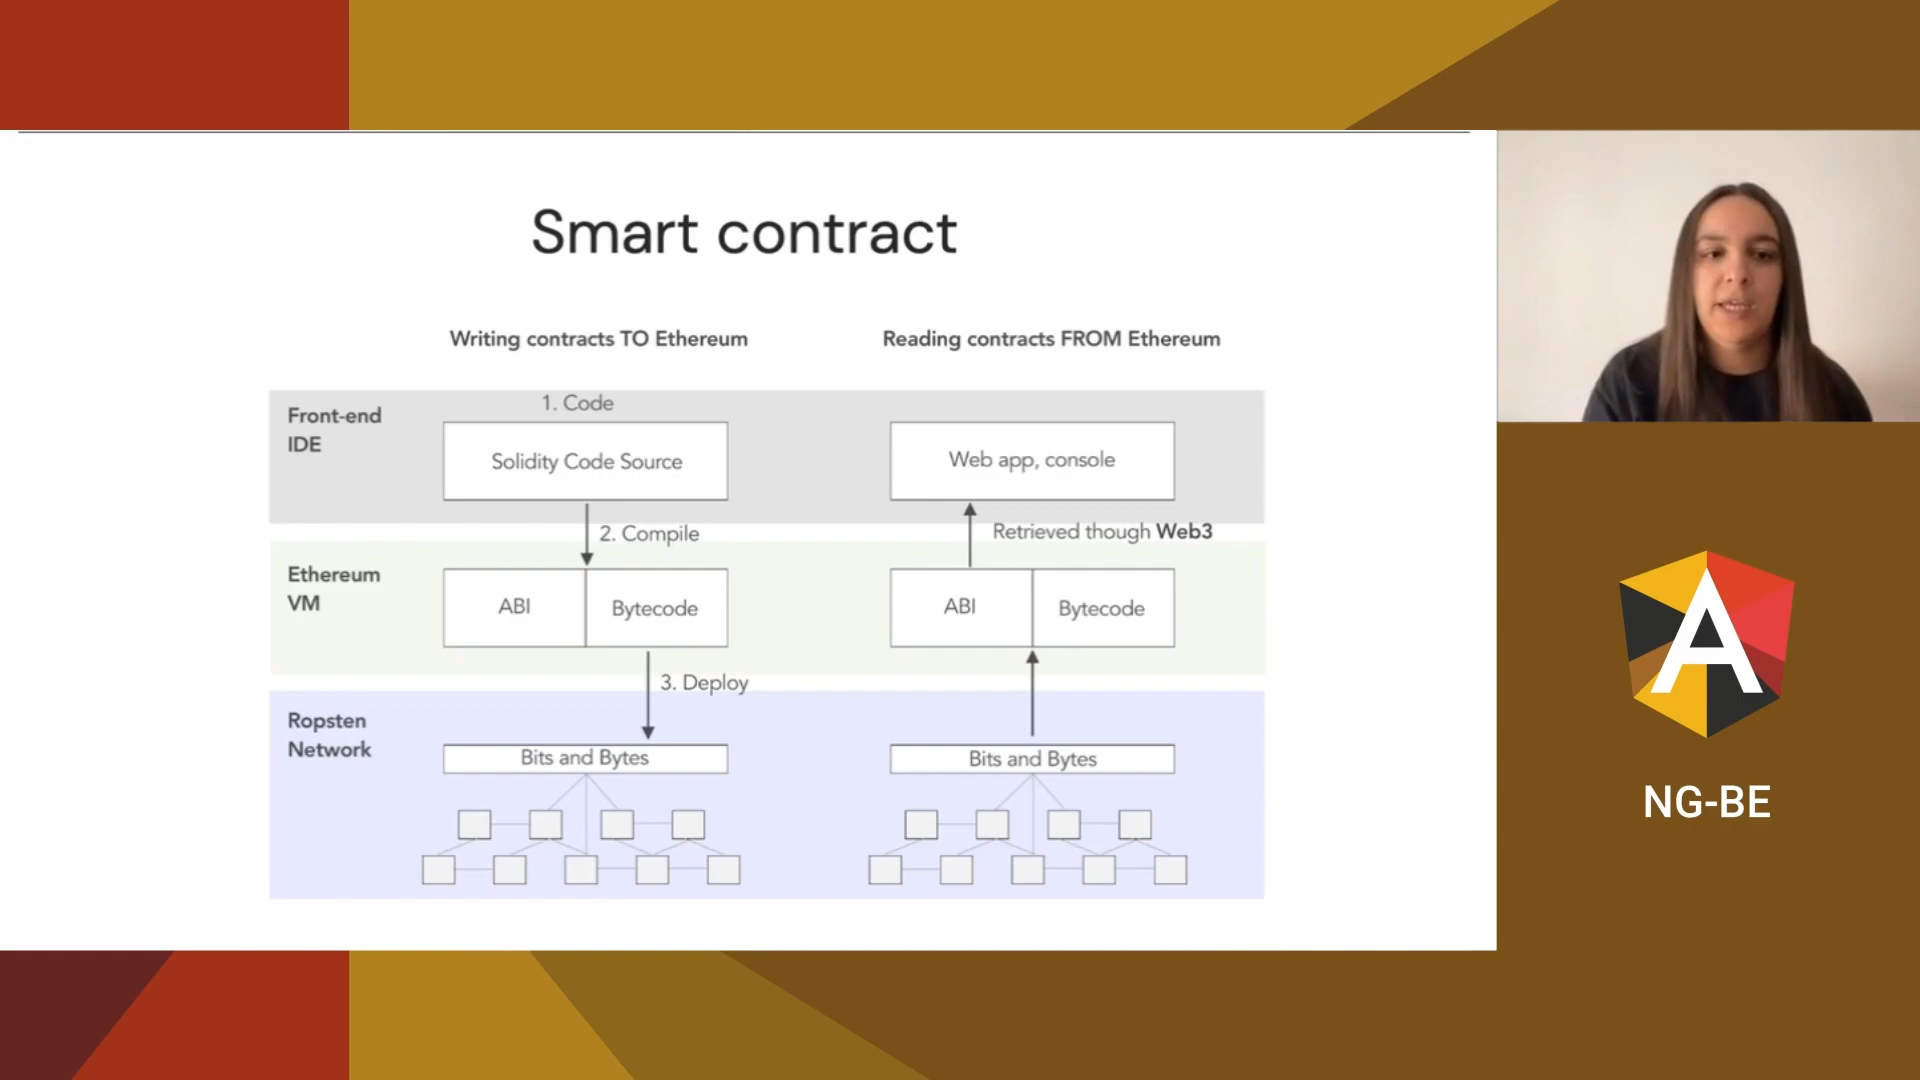 Smart contract
Writing contracts TO Ethereum
Reading contracts FROM Ethereum
Front-end
IDE
1. Code
Solidity Code Source
Web app, console
2. Compile
Retrieved though Web3
Ethereum
VM
ABI
Bytecode
ABI
Bytecode
3. Deploy
Ropsten
Network
Bits and Bytes
Bits and Bytes
A
NG-BE